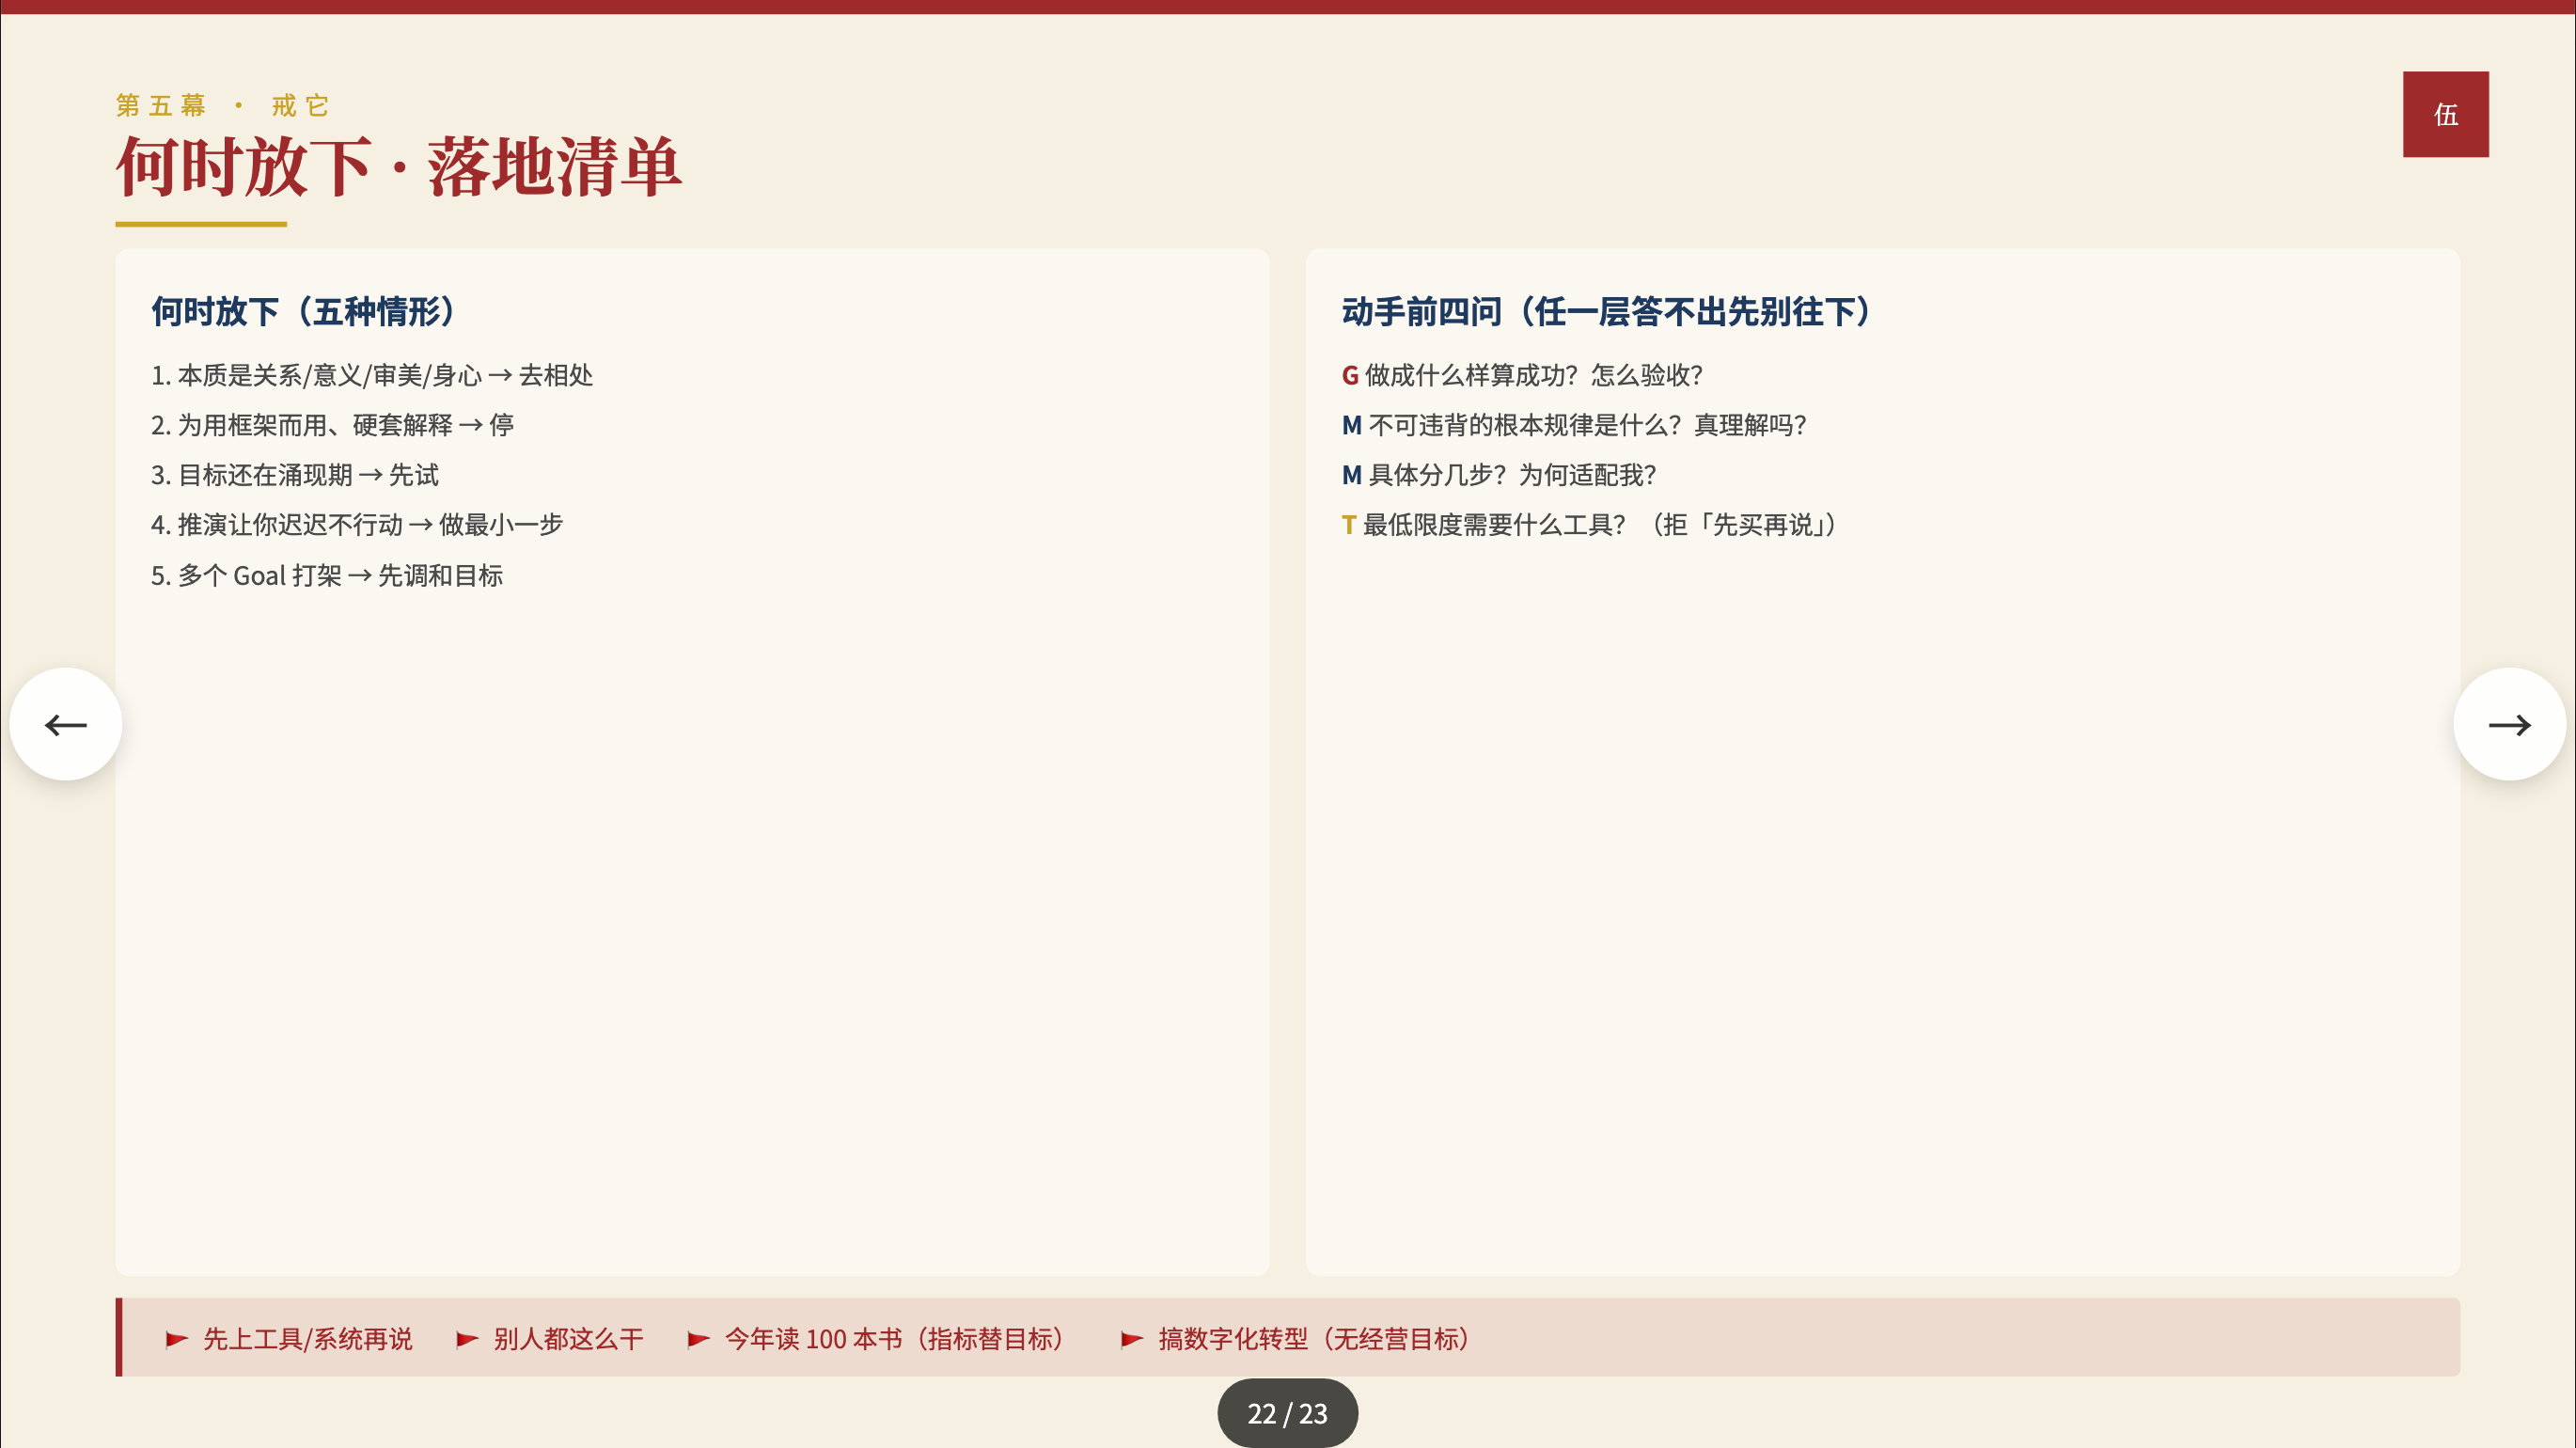 第五幕 · 戒它
伍
何时放下 · 落地清单
何时放下（五种情形）
1. 本质是关系/意义/审美/身心 → 去相处
2. 为用框架而用、硬套解释 → 停
3. 目标还在涌现期 → 先试
4. 推演让你迟迟不行动 → 做最小一步
5. 多个 Goal 打架 → 先调和目标
动手前四问（任一层答不出先别往下）
G 做成什么样算成功？怎么验收？
M 不可违背的根本规律是什么？真理解吗？
M 具体分几步？为何适配我？
T 最低限度需要什么工具？（拒「先买再说」）
🚩 先上工具/系统再说 🚩 别人都这么干 🚩 今年读 100 本书（指标替目标） 🚩 搞数字化转型（无经营目标）
←
→
22 / 23